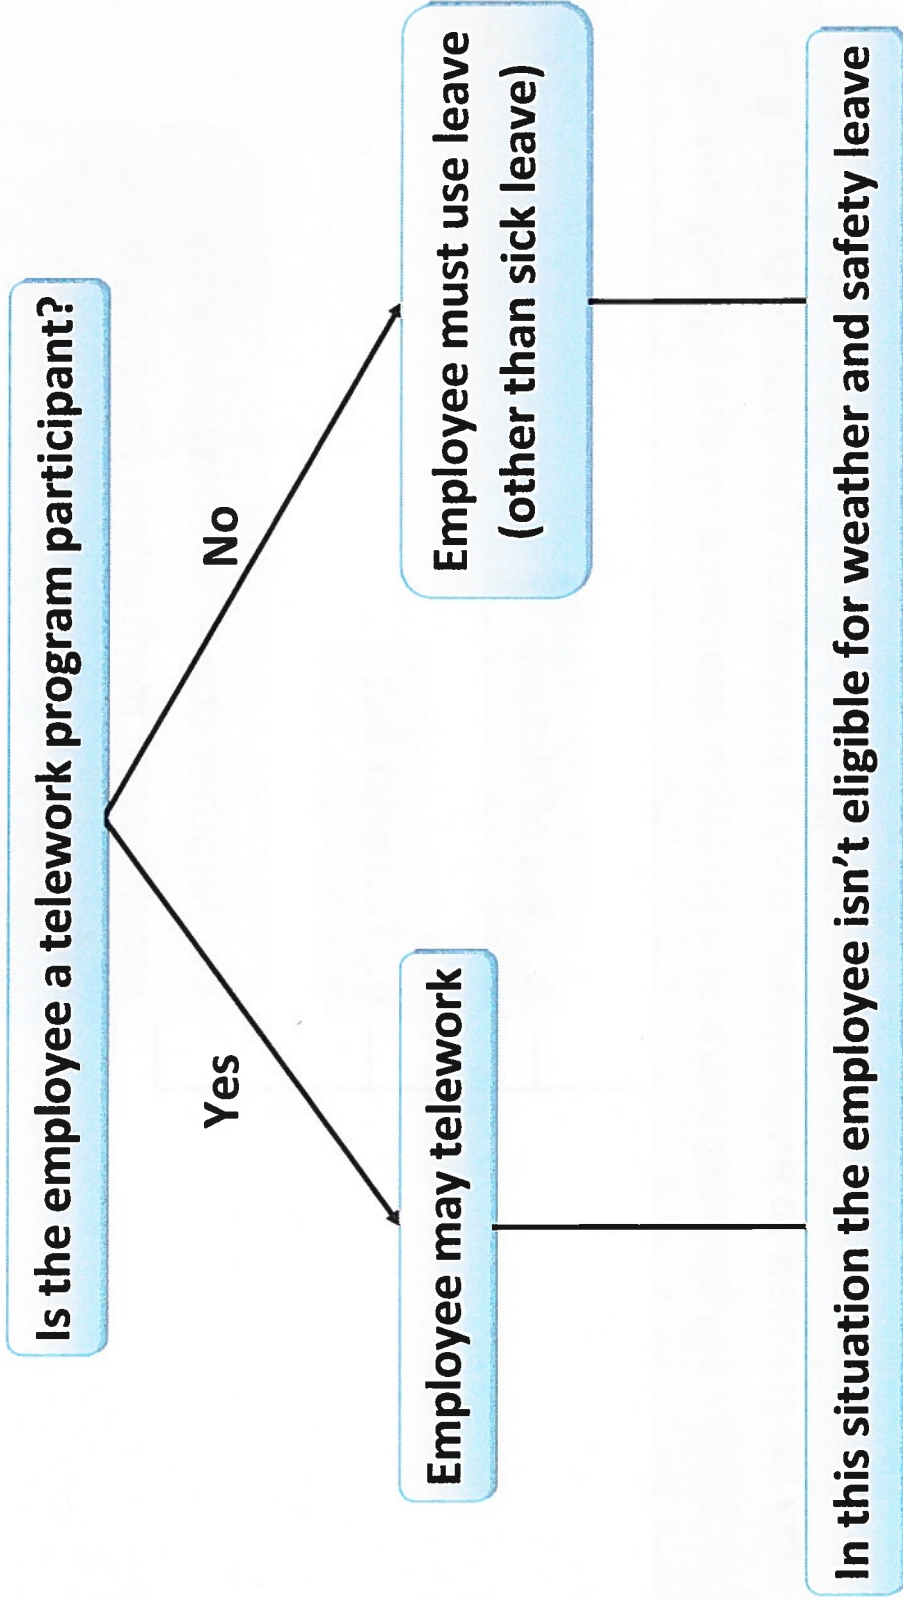 Is the employee a telework program participant?
Yes
No
Employee may telework
Employee must use leave
(other than sick leave)
In this situation the employee isn’t eligible for weather and safety leave